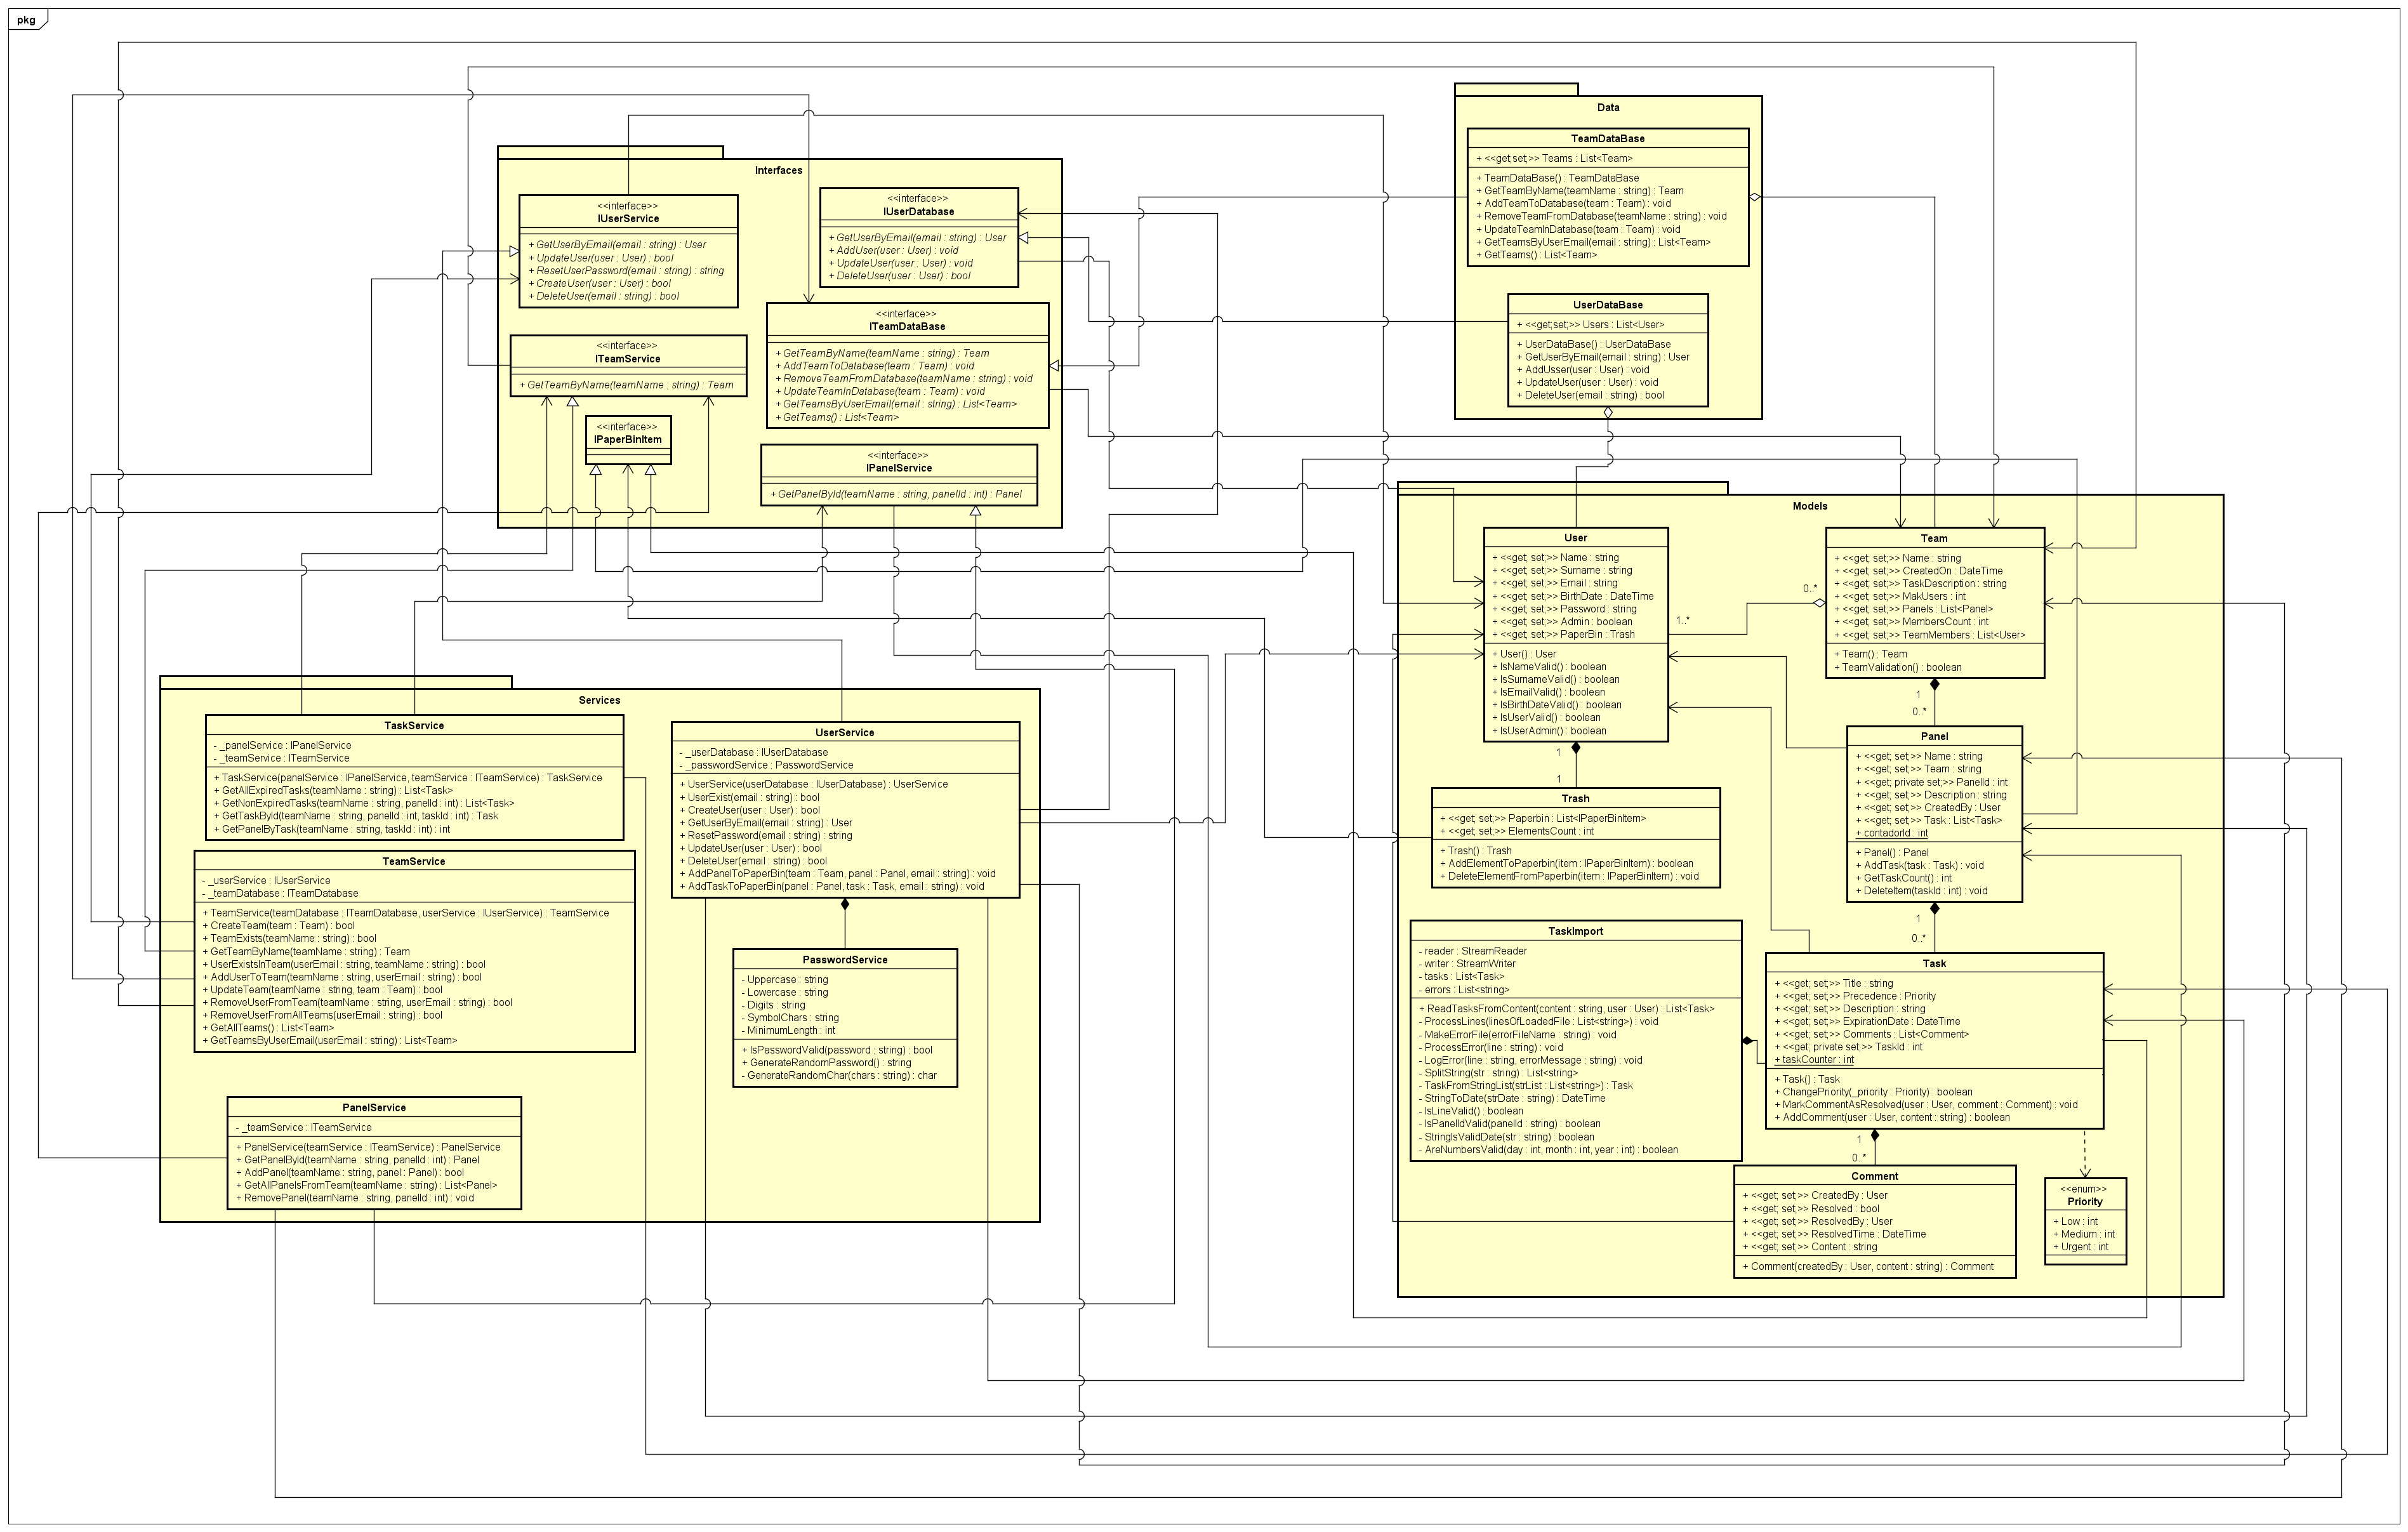 pkg
Interfaces
<<interface>>
IUserService
+ GetUserByEmail(email : string) : User
+ UpdateUser(user : User) : bool
+ ResetUserPassword(email : string) : string
+ CreateUser(user : User) : bool
+ DeleteUser(email : string) : bool
<<interface>>
IUserDatabase
+ GetUserByEmail(email : string) : User
+ AddUser(user : User) : void
+ UpdateUser(user : User) : void
+ DeleteUser(user : User) : bool
<<interface>>
ITeamDataBase
+ GetTeamByName(teamName : string) : Team
+ AddTeamToDatabase(team : Team) : void
+ RemoveTeamFromDatabase(teamName : string) : void
+ UpdateTeamInDatabase(team : Team) : void
+ GetTeamsByUserEmail(email : string) : List<Team>
+ GetTeams() : List<Team>
<<interface>>
ITeamService
+ GetTeamByName(teamName : string) : Team
<<interface>>
IPaperBinItem
<<interface>>
IPanelService
+ GetPanelById(teamName : string, panelId : int) : Panel
Data
TeamDataBase
+ <<get;set;>> Teams : List<Team>
+ TeamDataBase() : TeamDataBase
+ GetTeamByName(teamName : string) : Team
+ AddTeamToDatabase(team : Team) : void
+ RemoveTeamFromDatabase(teamName : string) : void
+ UpdateTeamInDatabase(team : Team) : void
+ GetTeamsByUserEmail(email : string) : List<Team>
+ GetTeams() : List<Team>
UserDataBase
+ <<get;set;>> Users : List<User>
+ UserDataBase() : UserDataBase
+ GetUserByEmail(email : string) : User
+ AddUsser(user : User) : void
+ UpdateUser(user : User) : void
+ DeleteUser(email : string) : bool
Models
User
+ <<get; set;>> Name : string
+ <<get; set;>> Surname : string
+ <<get; set;>> Email : string
+ <<get; set;>> BirthDate : DateTime
+ <<get; set;>> Password : string
+ <<get; set;>> Admin : boolean
+ <<get; set;>> PaperBin : Trash
+ User() : User
+ IsNameValid() : boolean
+ IsSurnameValid() : boolean
+ IsEmailValid() : boolean
+ IsBirthDateValid() : boolean
+ IsUserValid() : boolean
+ IsUserAdmin() : boolean
0..*
1..*
Team
+ <<get; set;>> Name : string
+ <<get; set;>> CreatedOn : DateTime
+ <<get; set;>> TaskDescription : string
+ <<get; set;>> MakUsers : int
+ <<get; set;>> Panels : List<Panel>
+ <<get; set;>> MembersCount : int
+ <<get; set;>> TeamMembers : List<User>
+ Team() : Team
+ TeamValidation() : boolean
1
0..*
Panel
+ <<get; set;>> Name : string
+ <<get; set;>> Team : string
+ <<get; private set;>> PanelId : int
+ <<get; set;>> Description : string
+ <<get; set;>> CreatedBy : User
+ <<get; set;>> Task : List<Task>
+ contadorId : int
+ Panel() : Panel
+ AddTask(task : Task) : void
+ GetTaskCount() : int
+ DeleteItem(taskId : int) : void
1
1
Trash
+ <<get; set;>> Paperbin : List<IPaperBinItem>
+ <<get; set;>> ElementsCount : int
+ Trash() : Trash
+ AddElementToPaperbin(item : IPaperBinItem) : boolean
+ DeleteElementFromPaperbin(item : IPaperBinItem) : void
1
0..*
TaskImport
- reader : StreamReader
- writer : StreamWriter
- tasks : List<Task>
- errors : List<string>
+ ReadTasksFromContent(content : string, user : User) : List<Task>
- ProcessLines(linesOfLoadedFile : List<string>) : void
- MakeErrorFile(errorFileName : string) : void
- ProcessError(line : string) : void
- LogError(line : string, errorMessage : string) : void
- SplitString(str : string) : List<string>
- TaskFromStringList(strList : List<string>) : Task
- StringToDate(strDate : string) : DateTime
- IsLineValid() : boolean
- IsPanelIdValid(panelId : string) : boolean
- StringIsValidDate(str : string) : boolean
- AreNumbersValid(day : int, month : int, year : int) : boolean
Task
+ <<get; set;>> Title : string
+ <<get; set;>> Precedence : Priority
+ <<get; set;>> Description : string
+ <<get; set;>> ExpirationDate : DateTime
+ <<get; set;>> Comments : List<Comment>
+ <<get; private set;>> TaskId : int
+ taskCounter : int
+ Task() : Task
+ ChangePriority(_priority : Priority) : boolean
+ MarkCommentAsResolved(user : User, comment : Comment) : void
+ AddComment(user : User, content : string) : boolean
1
0..*
Comment
+ <<get; set;>> CreatedBy : User
+ <<get; set;>> Resolved : bool
+ <<get; set;>> ResolvedBy : User
+ <<get; set;>> ResolvedTime : DateTime
+ <<get; set;>> Content : string
+ Comment(createdBy : User, content : string) : Comment
<<enum>>
Priority
+ Low : int
+ Medium : int
+ Urgent : int
Services
TaskService
- _panelService : IPanelService
- _teamService : ITeamService
+ TaskService(panelService : IPanelService, teamService : ITeamService) : TaskService
+ GetAllExpiredTasks(teamName : string) : List<Task>
+ GetNonExpiredTasks(teamName : string, panelId : int) : List<Task>
+ GetTaskById(teamName : string, panelId : int, taskId : int) : Task
+ GetPanelByTask(teamName : string, taskId : int) : int
UserService
- _userDatabase : IUserDatabase
- _passwordService : PasswordService
+ UserService(userDatabase : IUserDatabase) : UserService
+ UserExist(email : string) : bool
+ CreateUser(user : User) : bool
+ GetUserByEmail(email : string) : User
+ ResetPassword(email : string) : string
+ UpdateUser(user : User) : bool
+ DeleteUser(email : string) : bool
+ AddPanelToPaperBin(team : Team, panel : Panel, email : string) : void
+ AddTaskToPaperBin(panel : Panel, task : Task, email : string) : void
TeamService
- _userService : IUserService
- _teamDatabase : ITeamDatabase
+ TeamService(teamDatabase : ITeamDatabase, userService : IUserService) : TeamService
+ CreateTeam(team : Team) : bool
+ TeamExists(teamName : string) : bool
+ GetTeamByName(teamName : string) : Team
+ UserExistsInTeam(userEmail : string, teamName : string) : bool
+ AddUserToTeam(teamName : string, userEmail : string) : bool
+ UpdateTeam(teamName : string, team : Team) : bool
+ RemoveUserFromTeam(teamName : string, userEmail : string) : bool
+ RemoveUserFromAllTeams(userEmail : string) : bool
+ GetAllTeams() : List<Team>
+ GetTeamsByUserEmail(userEmail : string) : List<Team>
PasswordService
- Uppercase : string
- Lowercase : string
- Digits : string
- SymbolChars : string
- MinimumLength : int
+ IsPasswordValid(password : string) : bool
+ GenerateRandomPassword() : string
- GenerateRandomChar(chars : string) : char
PanelService
- _teamService : ITeamService
+ PanelService(teamService : ITeamService) : PanelService
+ GetPanelById(teamName : string, panelId : int) : Panel
+ AddPanel(teamName : string, panel : Panel) : bool
+ GetAllPanelsFromTeam(teamName : string) : List<Panel>
+ RemovePanel(teamName : string, panelId : int) : void